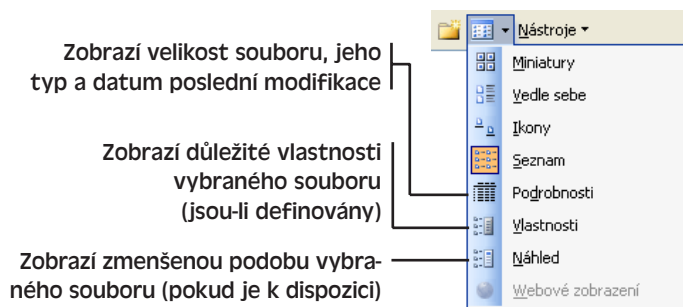 Nástroje
Zobrazí velikost souboru, jeho
typ a datum poslední modifikace
Zobrazí důležité vlastnosti
vybraného souboru
(jsou-li definovány)
Zobrazí zmenšenou podobu vybra-
ného souboru (pokud je k dispozici)
Miniatury
Vedle sebe
Ikony
Seznam
Podrobnosti
Vlastnosti
Náhled
Webové zobrazení